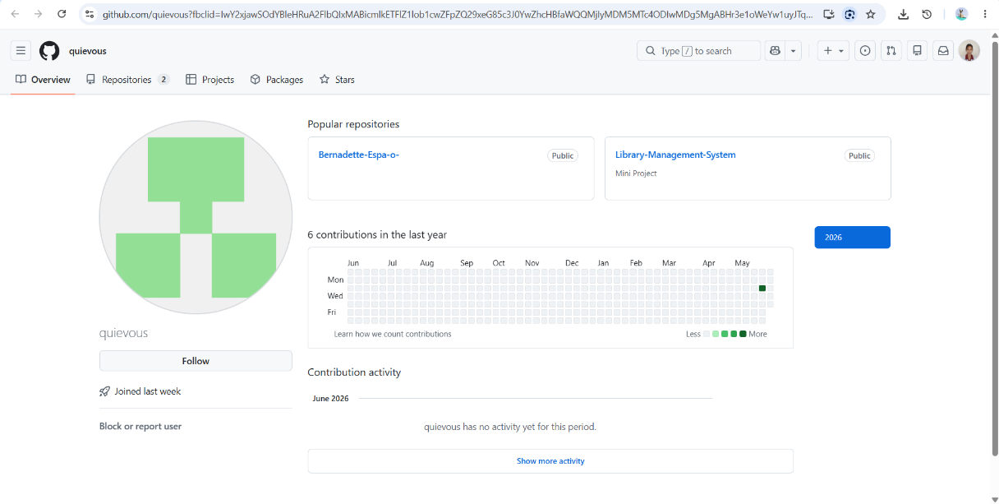 github.com/quievous?fbclid=IwY2xjawSOdYBleHRuA2FlbQIxMABicmlkETFlZ1lob1cwZFpZQ29xeG85c3J0YwZhcHBfaWQQMjIyMDM5MTc4ODIwMDg5MgABHr3e1oWeYw1uyJTq...
quievous
Type / to search
Overview
Repositories 2
Projects
Packages
Stars
Popular repositories
Bernadette-Espa-o- Public
Library-Management-System Public
Mini Project
6 contributions in the last year
2026
Jun Jul Aug Sep Oct Nov Dec Jan Feb Mar Apr May
Mon
Wed
Fri
Learn how we count contributions
Less More
quievous
Follow
Joined last week
Block or report user
Contribution activity
June 2026
quievous has no activity yet for this period.
Show more activity